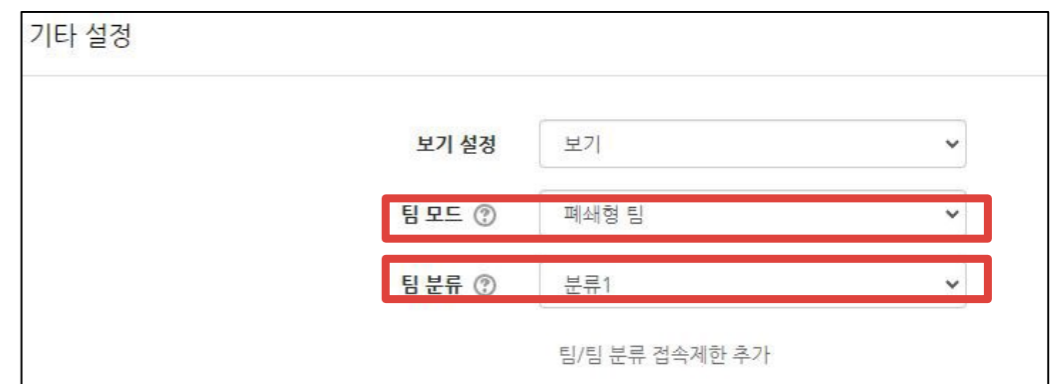 기타 설정
보기 설정 보기
팀 모드 ? 폐쇄형 팀
팀 분류 ? 분류1
팀/팀 분류 접속제한 추가